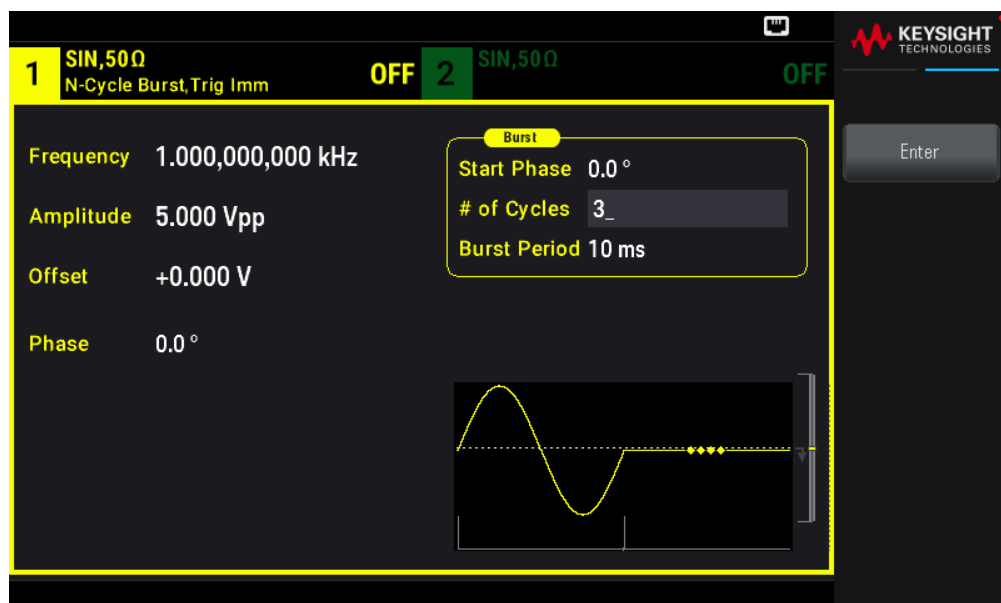 KEYSIGHT
TECHNOLOGIES
1 SIN,50Ω
N-Cycle Burst,Trig Imm OFF
2 SIN,50Ω
OFF
Frequency 1.000,000,000 kHz
Amplitude 5.000 Vpp
Offset +0.000 V
Phase 0.0 °
Burst
Start Phase 0.0 °
# of Cycles 3_
Burst Period 10 ms
Enter